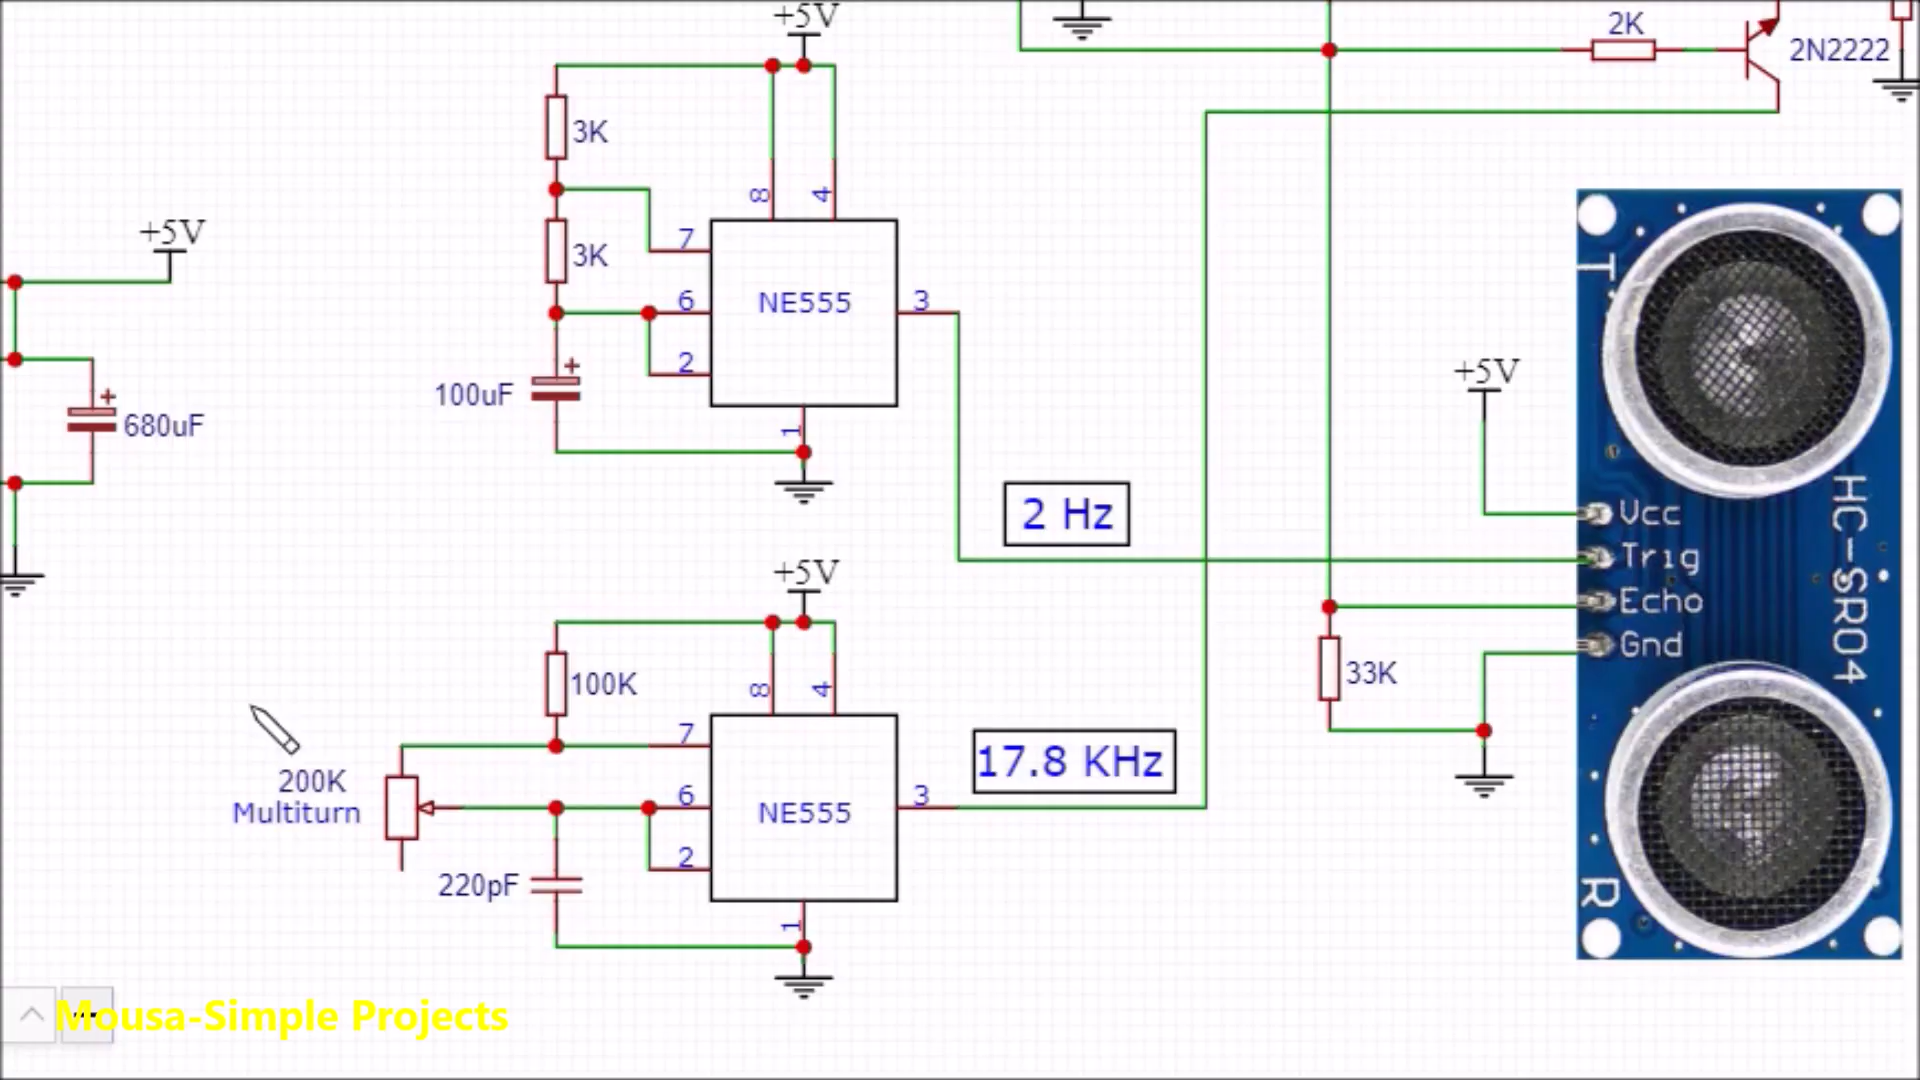 +5V
2K
2N2222
3K
8
4
+5V
7
3K
T
6
NE555
3
2
+5V
100uF
+
+
680uF
1
2 Hz
Vcc
HC-SR04
Trig
+5V
Echo
Gnd
100K
8
4
33K
7
17.8 KHz
200K
Multiturn
6
NE555
3
2
220pF
R
1
Mousa-Simple Projects